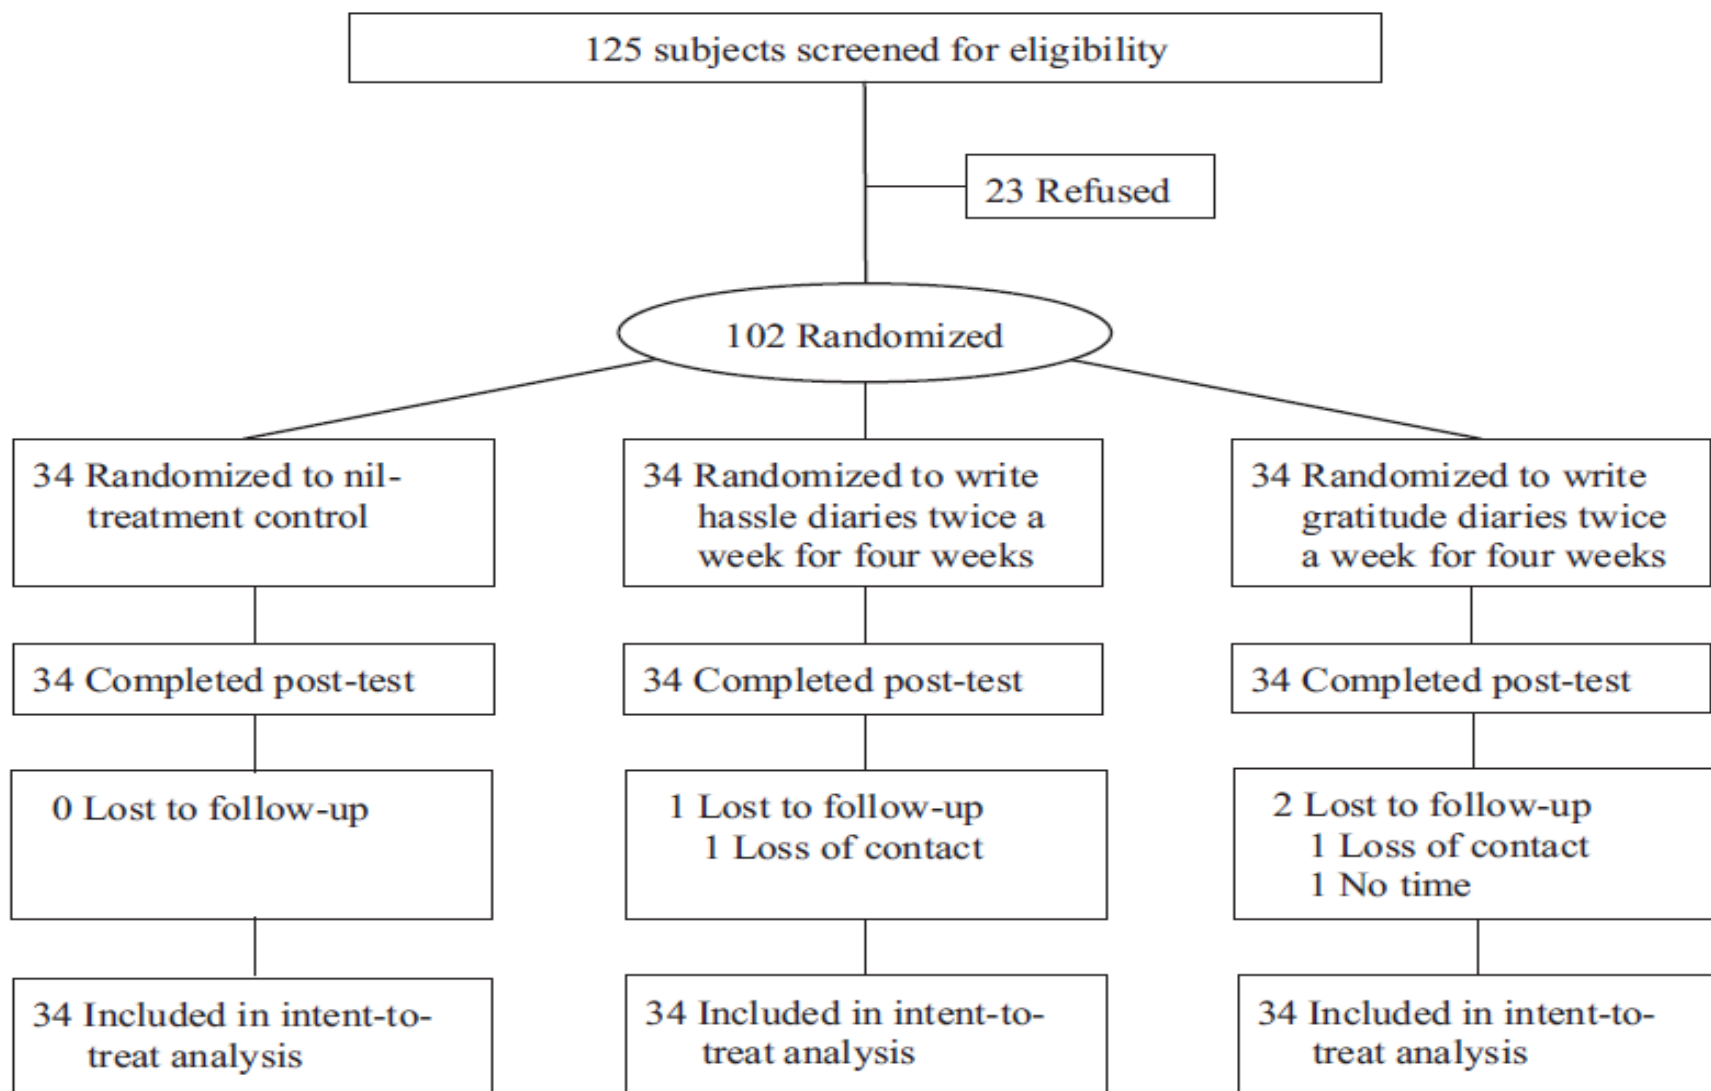 125 subjects screened for eligibility
23 Refused
102 Randomized
34 Randomized to nil-
treatment control
34 Randomized to write
hassle diaries twice a
week for four weeks
34 Randomized to write
gratitude diaries twice
a week for four weeks
34 Completed post-test
34 Completed post-test
34 Completed post-test
0 Lost to follow-up
1 Lost to follow-up
1 Loss of contact
2 Lost to follow-up
1 Loss of contact
1 No time
34 Included in intent-to-
treat analysis
34 Included in intent-to-
treat analysis
34 Included in intent-to-
treat analysis